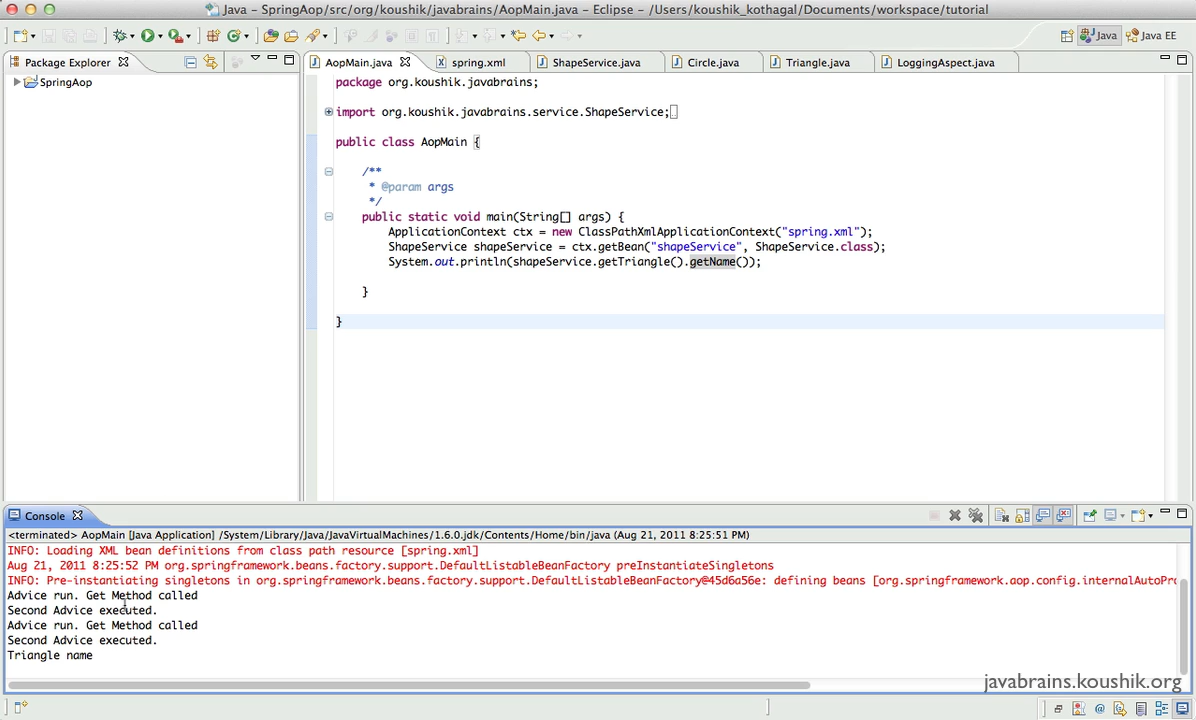 Java – SpringAop/src/org/koushik/javabrains/AopMain.java – Eclipse – /Users/koushik_kothagal/Documents/workspace/tutorial
Java
Java EE
Package Explorer
AopMain.java
spring.xml
ShapeService.java
Circle.java
Triangle.java
LoggingAspect.java
SpringAop
package org.koushik.javabrains;
import org.koushik.javabrains.service.ShapeService;
public class AopMain {
/**
* @param args
*/
public static void main(String[] args) {
ApplicationContext ctx = new ClassPathXmlApplicationContext("spring.xml");
ShapeService shapeService = ctx.getBean("shapeService", ShapeService.class);
System.out.println(shapeService.getTriangle().getName());
}
}
Console
<terminated> AopMain [Java Application] /System/Library/Java/JavaVirtualMachines/1.6.0.jdk/Contents/Home/bin/java (Aug 21, 2011 8:25:51 PM)
INFO: Loading XML bean definitions from class path resource [spring.xml]
Aug 21, 2011 8:25:52 PM org.springframework.beans.factory.support.DefaultListableBeanFactory preInstantiateSingletons
INFO: Pre-instantiating singletons in org.springframework.beans.factory.support.DefaultListableBeanFactory@45d6a56e: defining beans [org.springframework.aop.config.internalAutoPro
Advice run. Get Method called
Second Advice executed.
Advice run. Get Method called
Second Advice executed.
Triangle name
javabrains.koushik.org